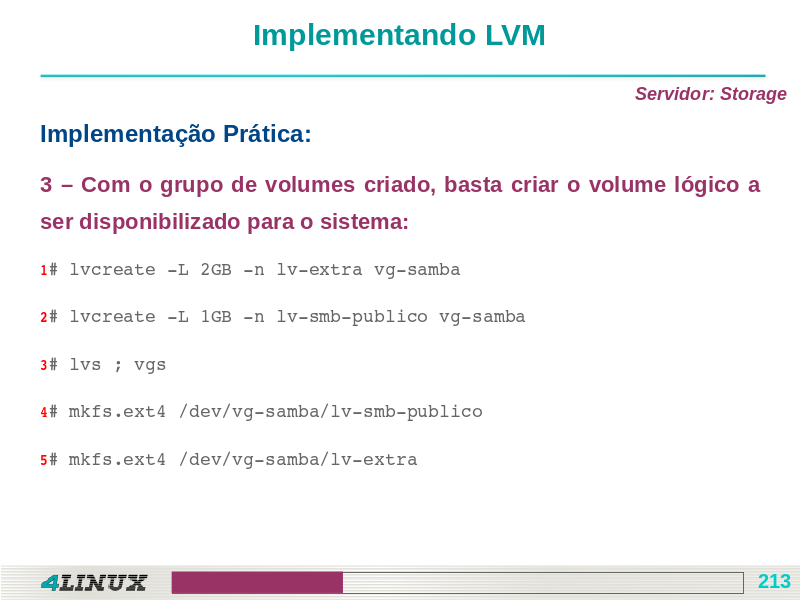 Implementando LVM
Servidor: Storage
Implementação Prática:
3 – Com o grupo de volumes criado, basta criar o volume lógico a
ser disponibilizado para o sistema:
1# lvcreate -L 2GB -n lv-extra vg-samba
2# lvcreate -L 1GB -n lv-smb-publico vg-samba
3# lvs ; vgs
4# mkfs.ext4 /dev/vg-samba/lv-smb-publico
5# mkfs.ext4 /dev/vg-samba/lv-extra
4LINUX
213